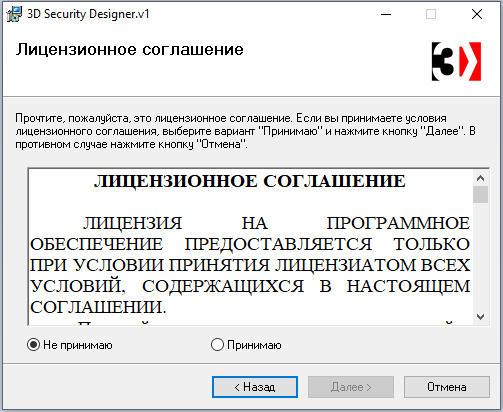 3D Security Designer.v1
Лицензионное соглашение
3
Прочтите, пожалуйста, это лицензионное соглашение. Если вы принимаете условия
лицензионного соглашения, выберите вариант "Принимаю" и нажмите кнопку "Далее". В
противном случае нажмите кнопку "Отмена".
ЛИЦЕНЗИОННОЕ СОГЛАШЕНИЕ
ЛИЦЕНЗИЯ НА ПРОГРАММНОЕ
ОБЕСПЕЧЕНИЕ ПРЕДОСТАВЛЯЕТСЯ ТОЛЬКО
ПРИ УСЛОВИИ ПРИНЯТИЯ ЛИЦЕНЗИАТОМ ВСЕХ
УСЛОВИЙ, СОДЕРЖАЩИХСЯ В НАСТОЯЩЕМ
СОГЛАШЕНИИ.
Не принимаю Принимаю
< Назад Далее > Отмена